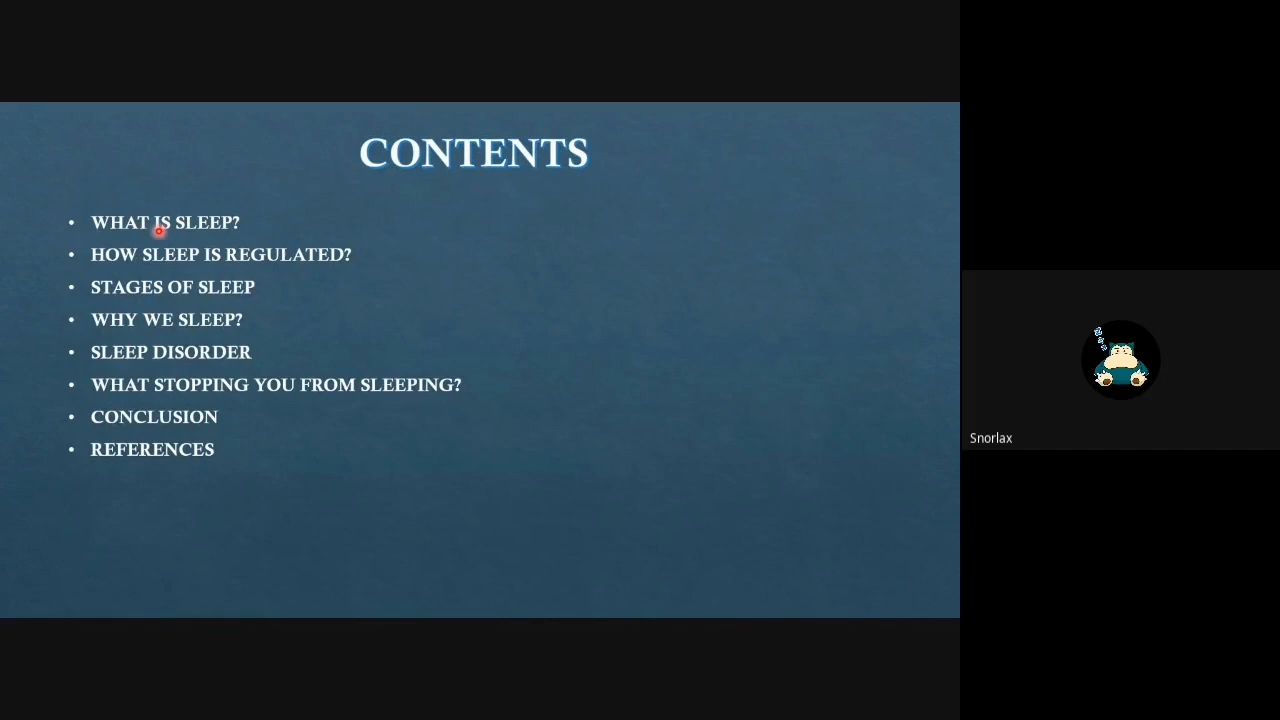 CONTENTS
• WHAT IS SLEEP?
• HOW SLEEP IS REGULATED?
• STAGES OF SLEEP
• WHY WE SLEEP?
• SLEEP DISORDER
• WHAT STOPPING YOU FROM SLEEPING?
• CONCLUSION
• REFERENCES
Snorlax